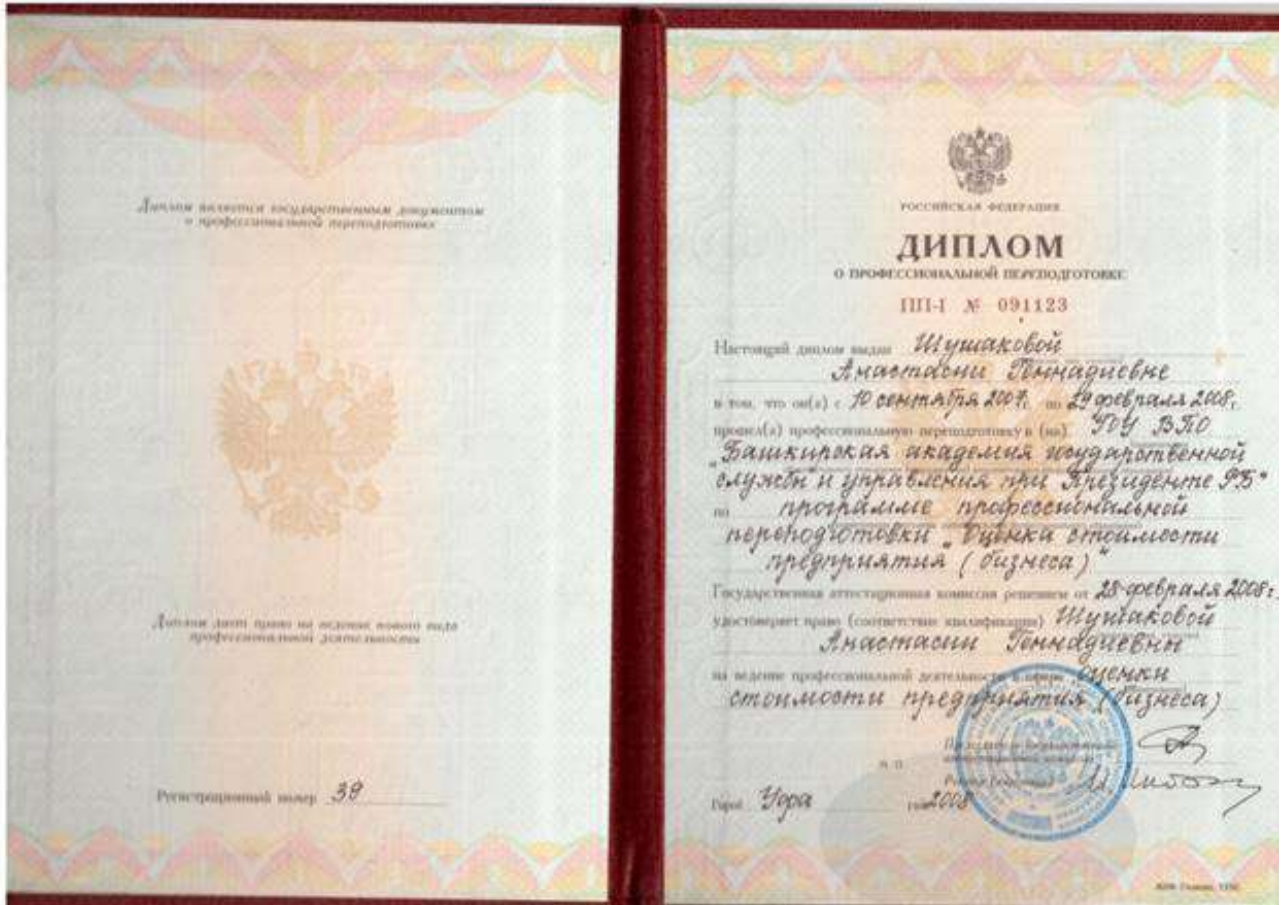 Диплом является государственным документом
о профессиональной переподготовке
Диплом дает право на ведение нового вида
профессиональной деятельности
Регистрационный номер 39
РОССИЙСКАЯ ФЕДЕРАЦИЯ
ДИПЛОМ
О ПРОФЕССИОНАЛЬНОЙ ПЕРЕПОДГОТОВКЕ
ПП-I № 091123
Настоящий диплом выдан Шушаковой
Анастасии Геннадиевне
в том, что он(а) с 10 сентября 2007г. по 29 февраля 2008г.
прошел(а) профессиональную переподготовку в (на) ГОУ ВПО
"Башкирская академия государственной
службы и управления при Президенте РБ"
по программе профессиональной
переподготовки "Оценка стоимости
предприятия (бизнеса)"
Государственная аттестационная комиссия решением от 28 февраля 2008г.
удостоверяет право (соответствие квалификации) Шушаковой
Анастасии Геннадиевны
на ведение профессиональной деятельности в сфере оценки
стоимости предприятия (бизнеса)
М. П.
Город Уфа год 2008